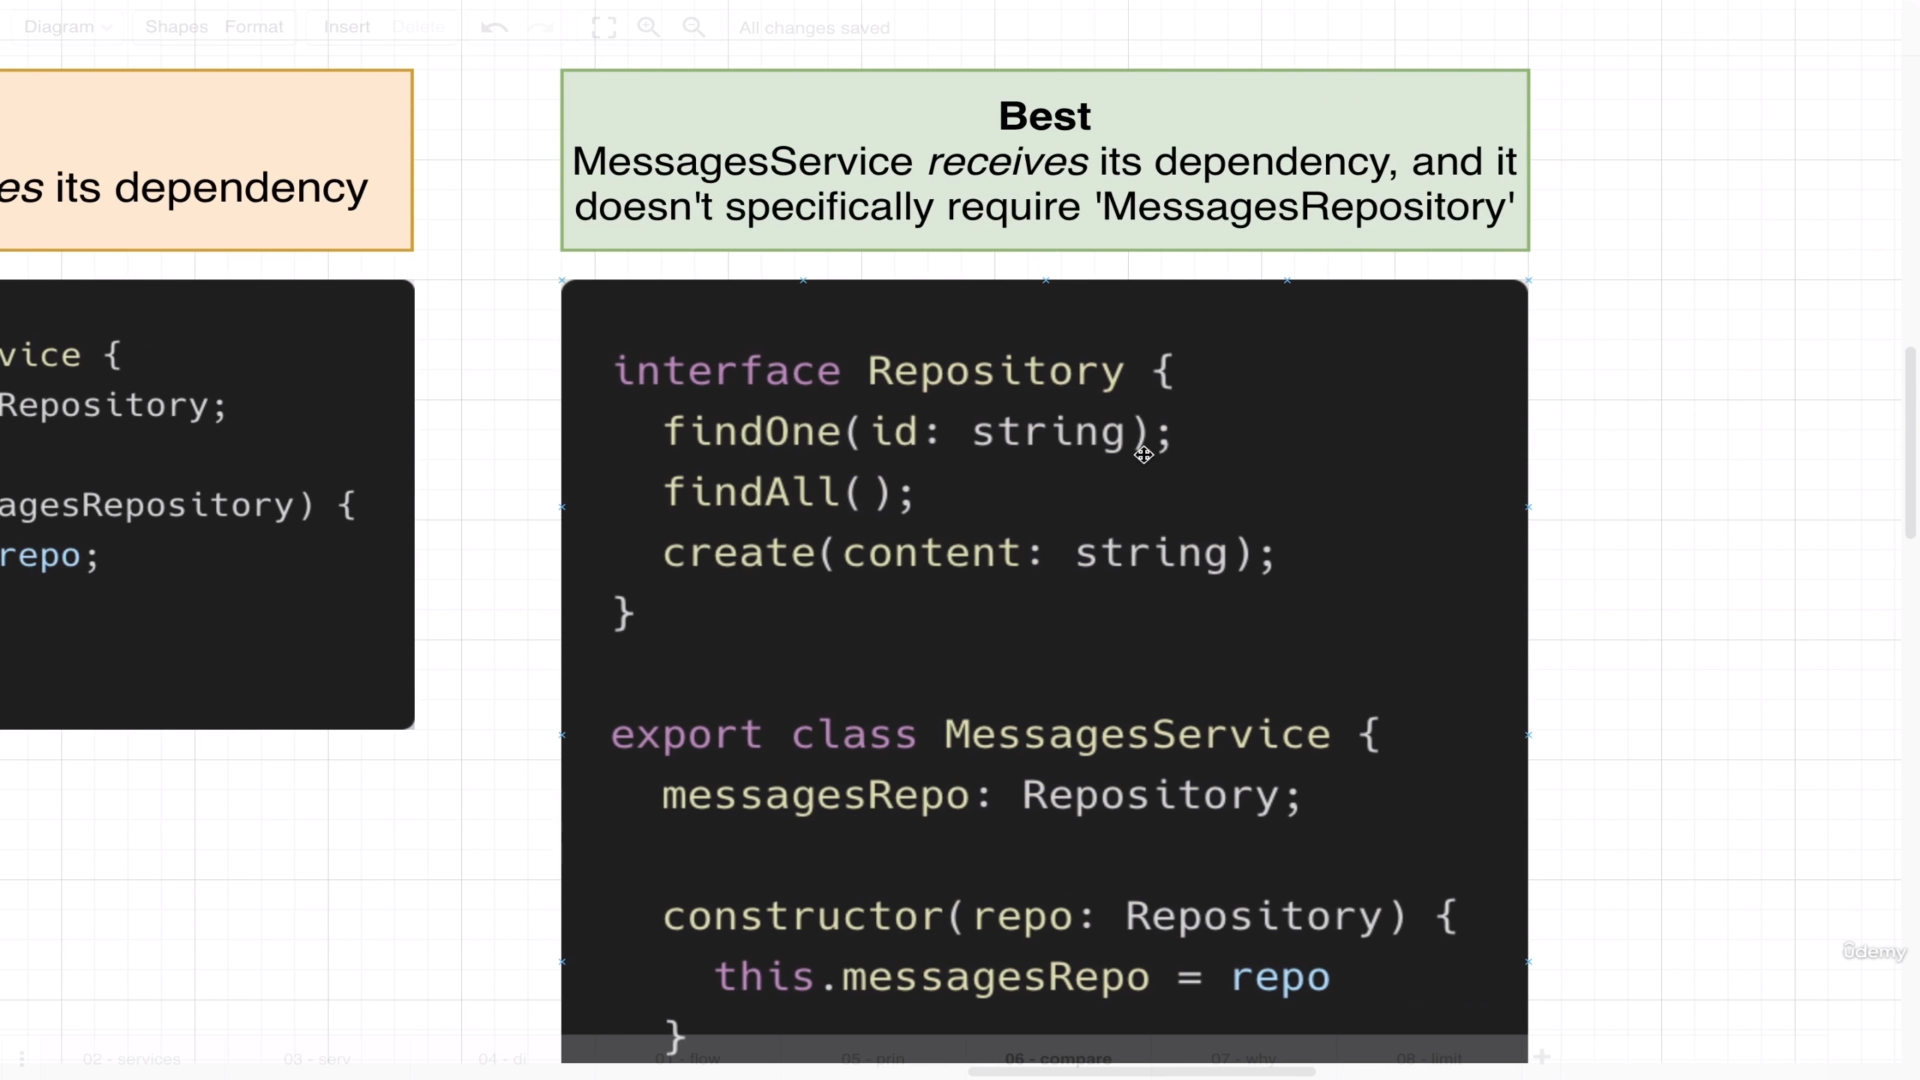 Diagram Shapes Format Insert Delete All changes saved
es its dependency
Best
MessagesService receives its dependency, and it
doesn't specifically require 'MessagesRepository'
vice {
Repository;
agesRepository) {
repo;
interface Repository {
findOne(id: string);
findAll();
create(content: string);
}
export class MessagesService {
messagesRepo: Repository;
constructor(repo: Repository) {
this.messagesRepo = repo
}
ûdemy
02 - services 03 - serv 04 - di 01 - flow 05 - prin 06 - compare 07 - why 08 - limit